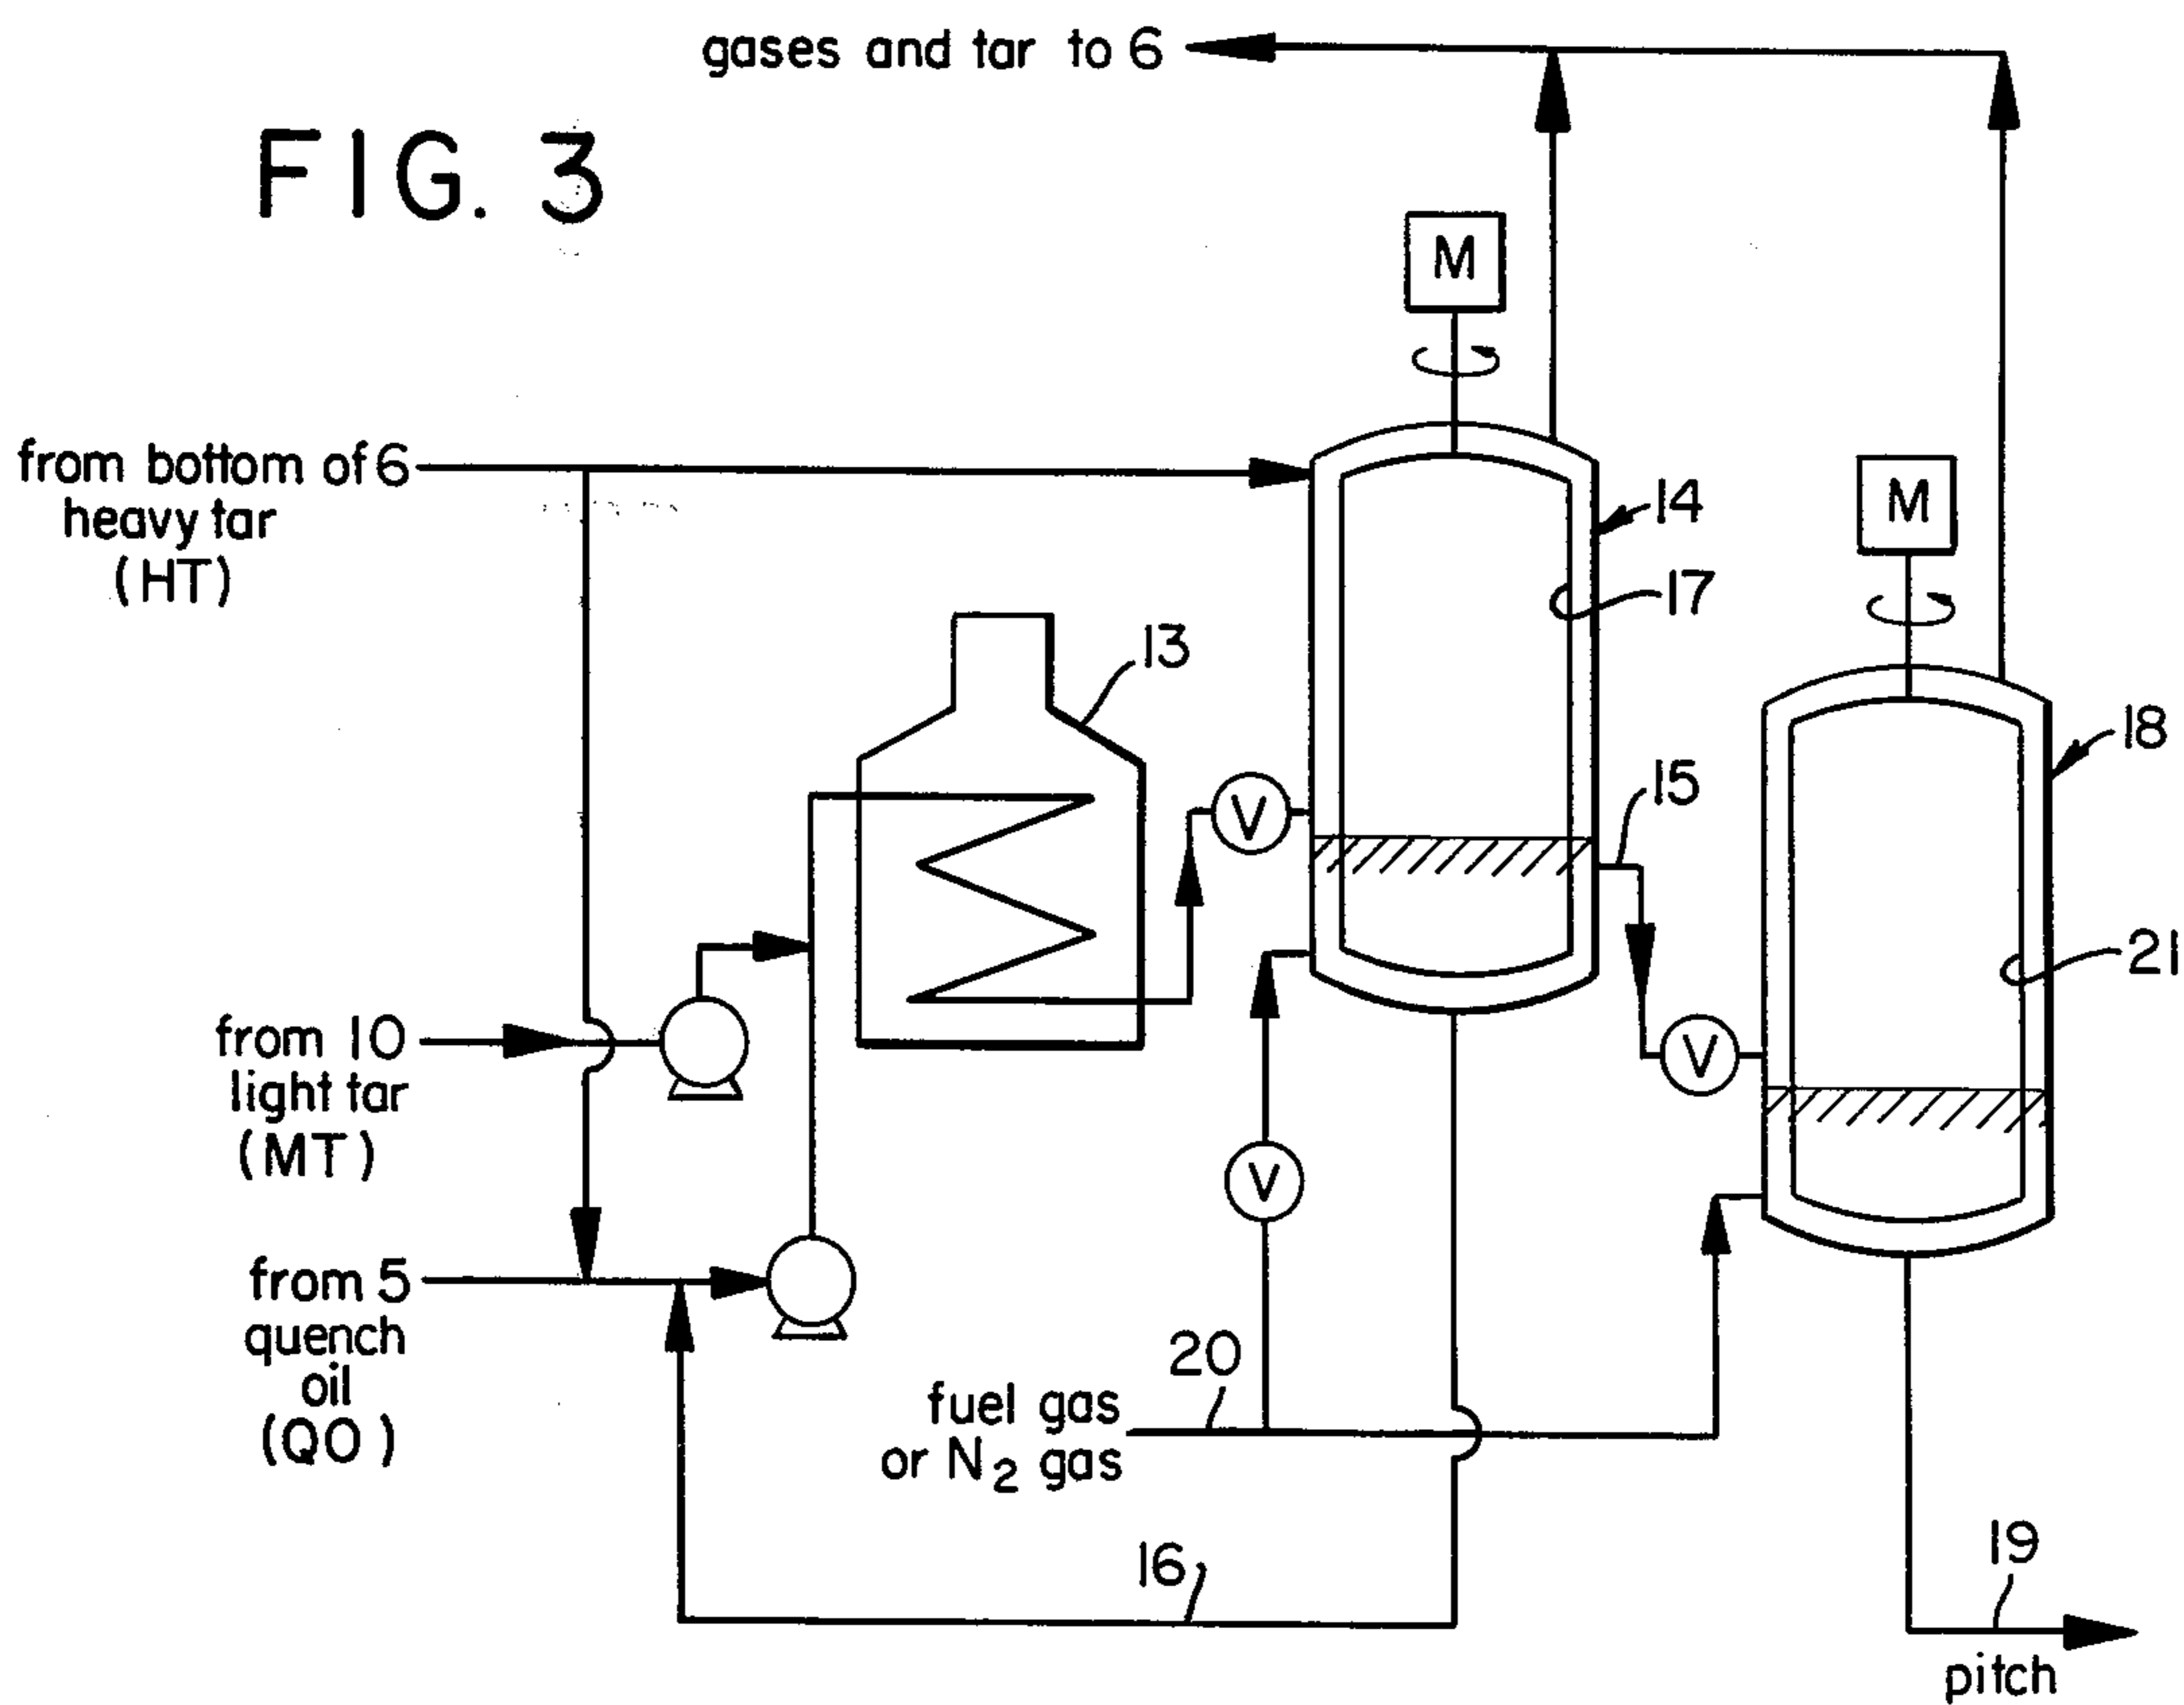 gases and tar to 6
FIG. 3
M
from bottom of 6
heavy tar
(HT)
14
M
17
13
18
15
V
21
from 10
light tar
(MT)
V
V
from 5
quench
oil
(QO)
20
fuel gas
or N2 gas
16
19
pitch